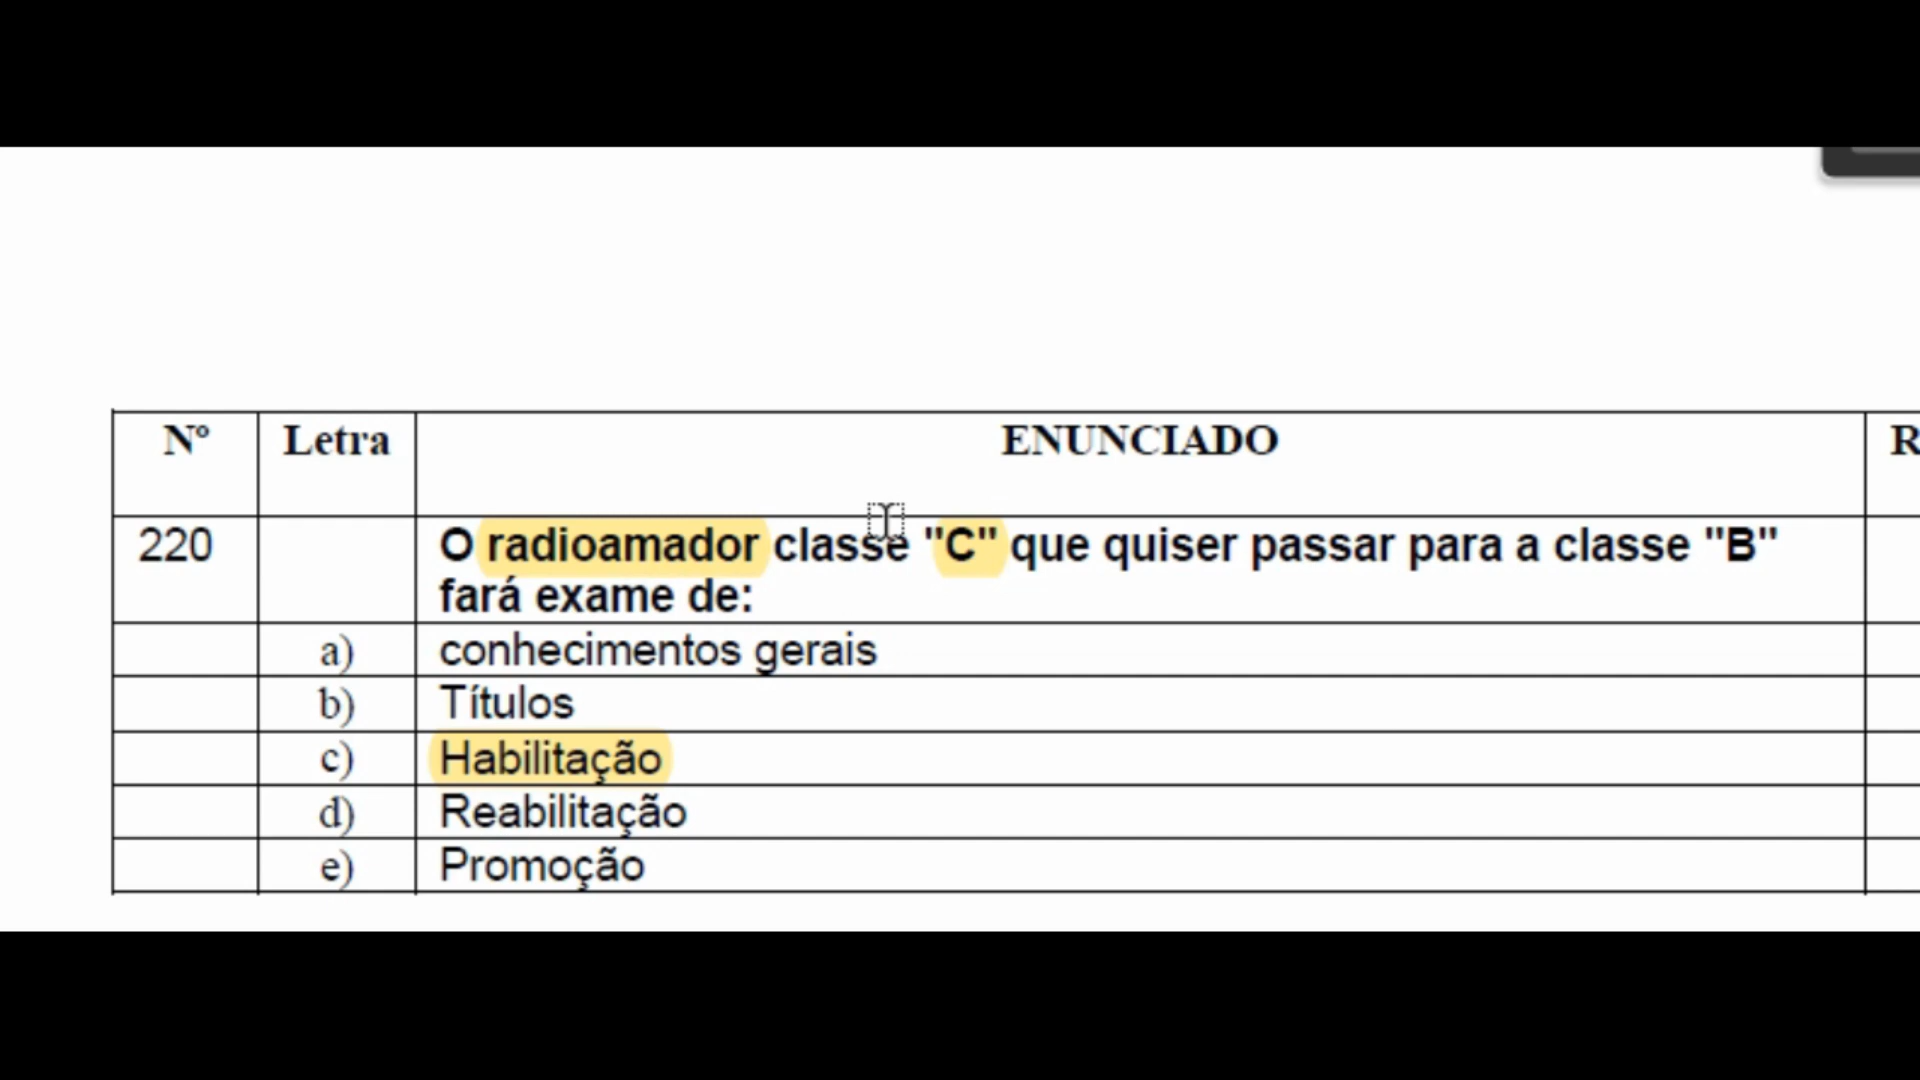 Nº Letra ENUNCIADO R
220 O radioamador classe "C" que quiser passar para a classe "B"
fará exame de:
a) conhecimentos gerais
b) Títulos
c) Habilitação
d) Reabilitação
e) Promoção